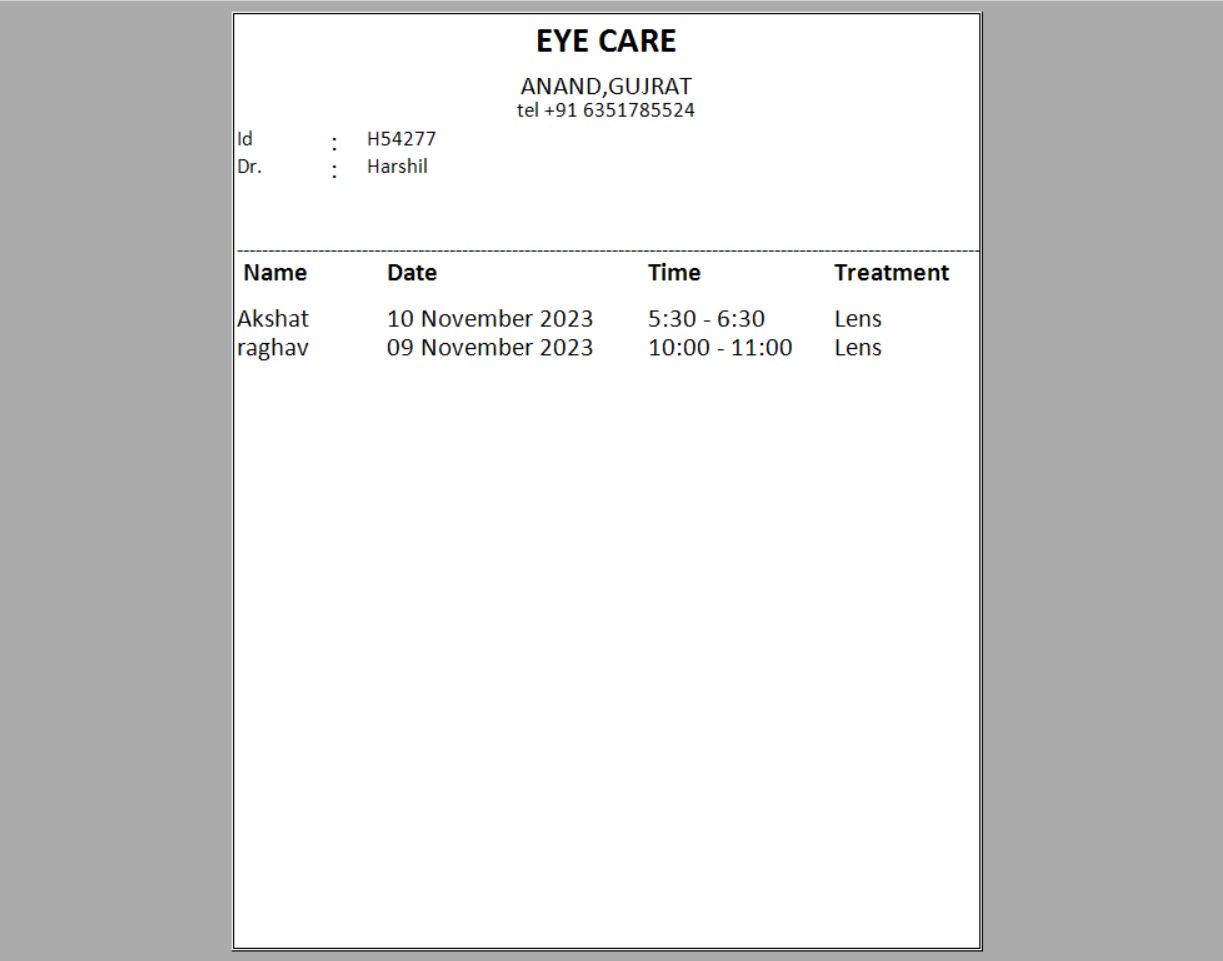 EYE CARE
ANAND,GUJRAT
tel +91 6351785524
Id : H54277
Dr. : Harshil
Name Date Time Treatment
Akshat 10 November 2023 5:30 - 6:30 Lens
raghav 09 November 2023 10:00 - 11:00 Lens